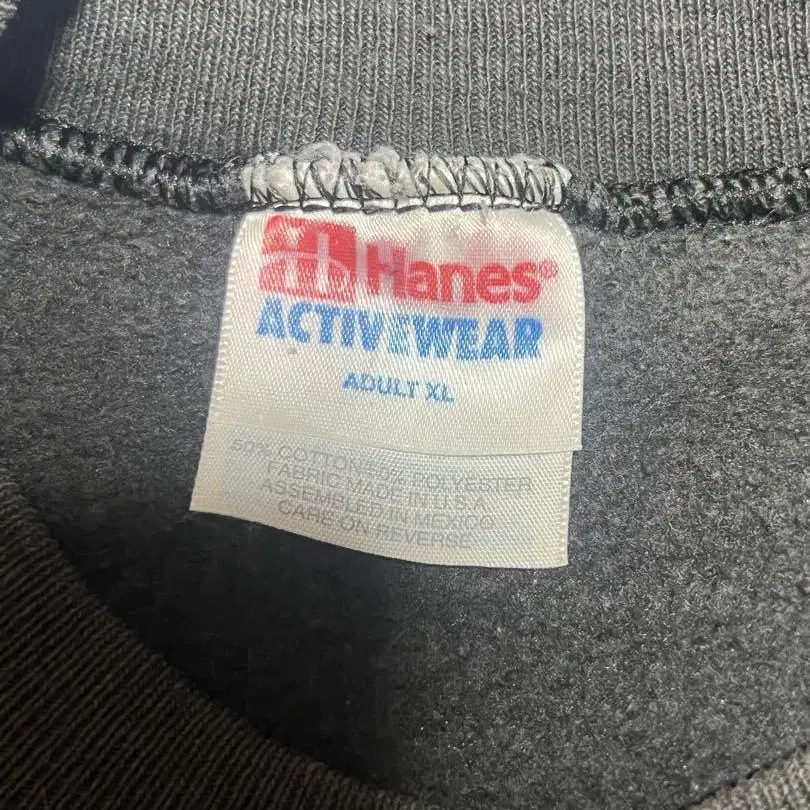 Hanes®
ACTIVEWEAR
ADULT XL
50% COTTON 50% POLYESTER
FABRIC MADE IN U.S.A
ASSEMBLED IN MEXICO
CARE ON REVERSE